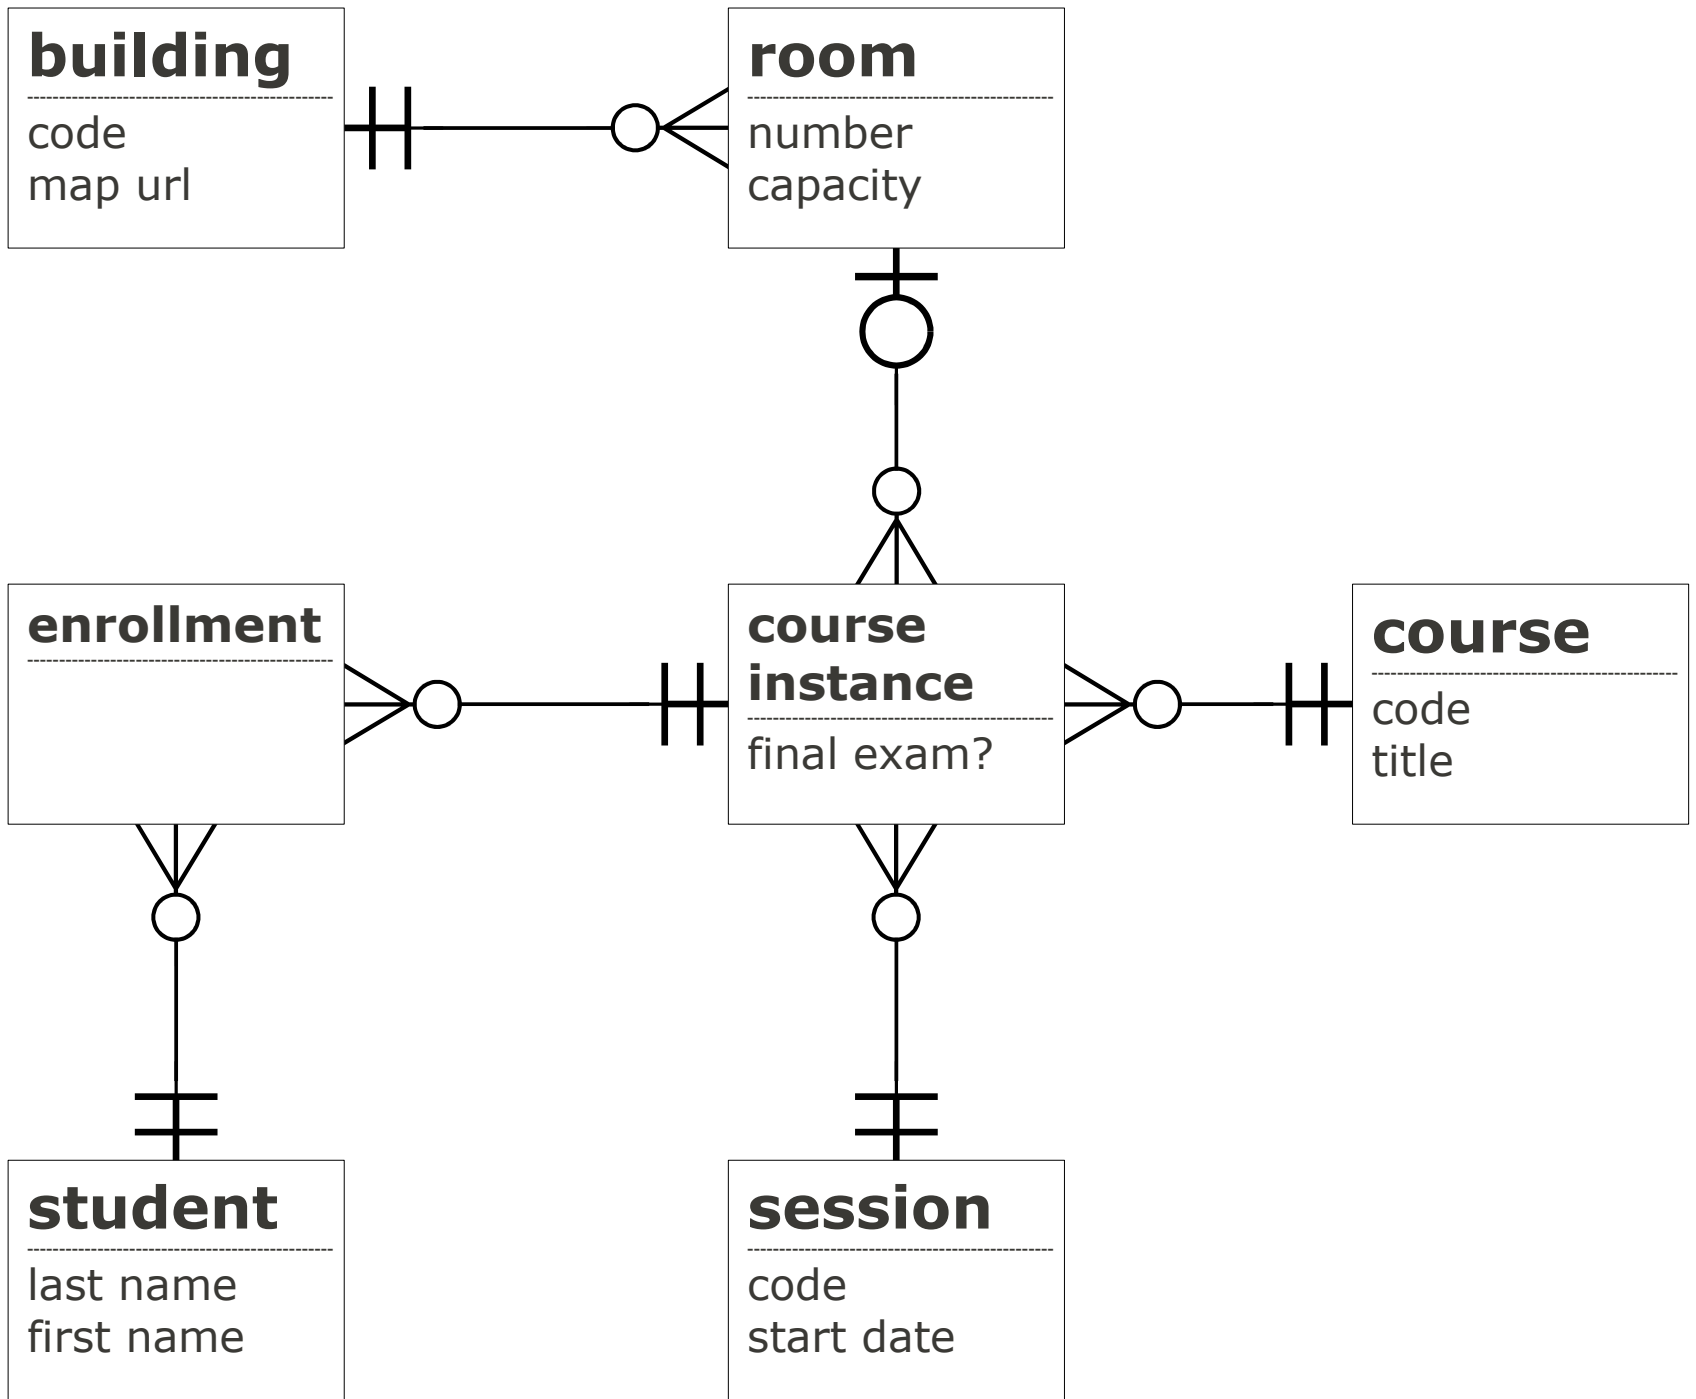 building
code
map url
room
number
capacity
enrollment
course
instance
final exam?
course
code
title
student
last name
first name
session
code
start date